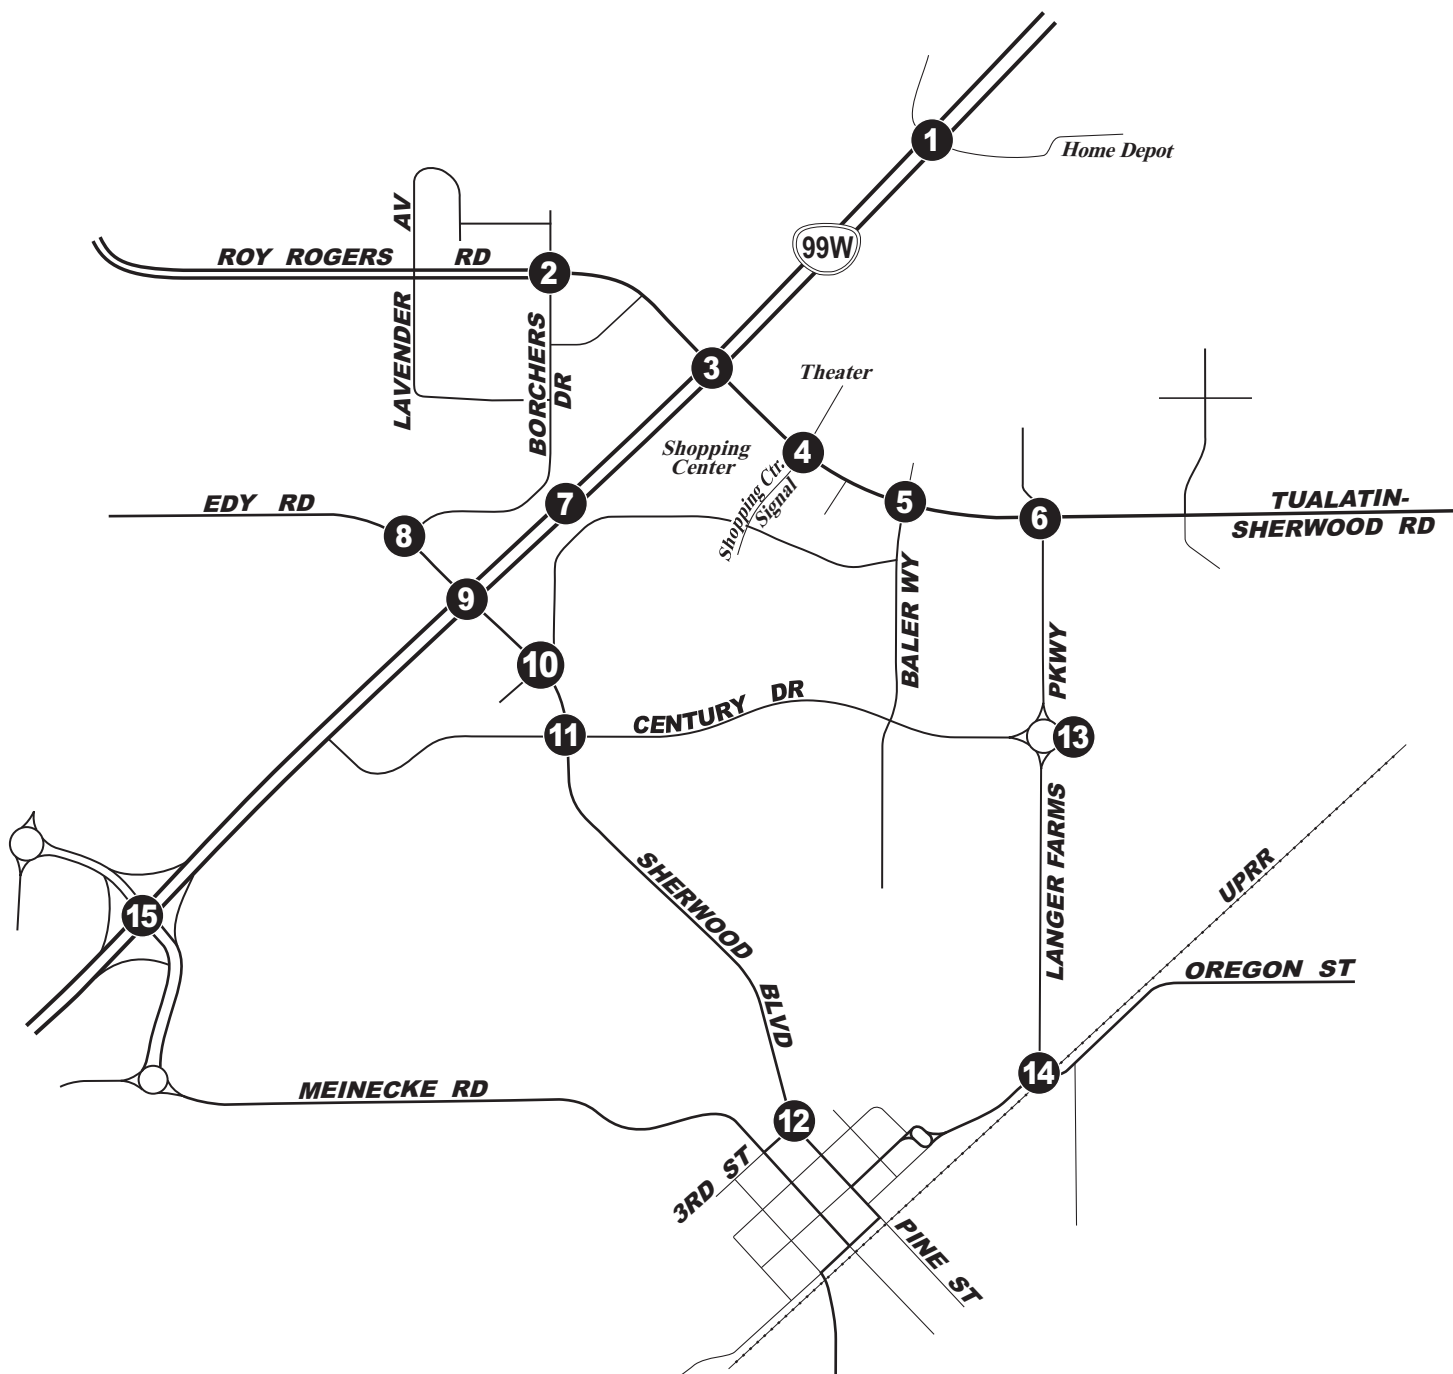 1
Home Depot
AV
99W
ROY ROGERS RD
2
LAVENDER
BORCHERS
DR
3
Theater
Shopping
Center
4
Shopping Ctr.
Signal
5
6
EDY RD
7
8
TUALATIN-
SHERWOOD RD
9
BALER WY
10
PKWY
CENTURY DR
11
13
LANGER FARMS
SHERWOOD
BLVD
UPRR
15
OREGON ST
14
MEINECKE RD
12
3RD ST
PINE ST